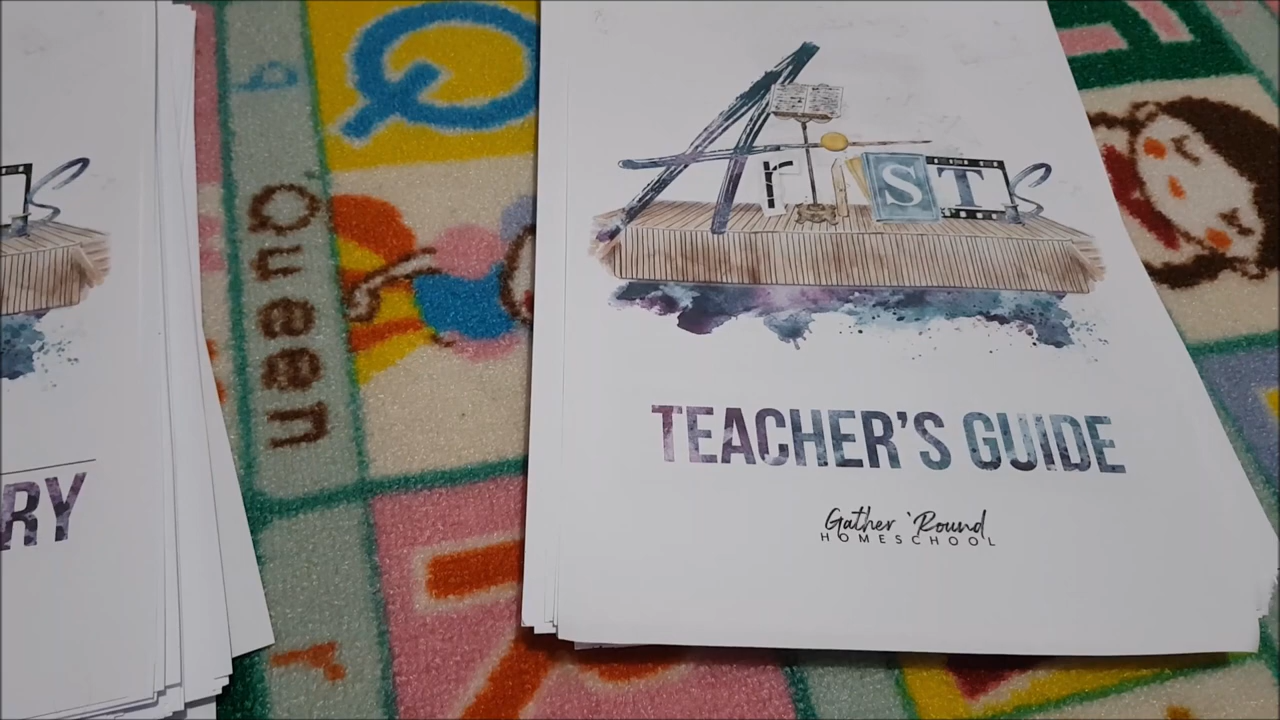 S
RY
Q
q
Queen
r
ArtistS
TEACHER'S GUIDE
Gather 'Round
HOMESCHOOL